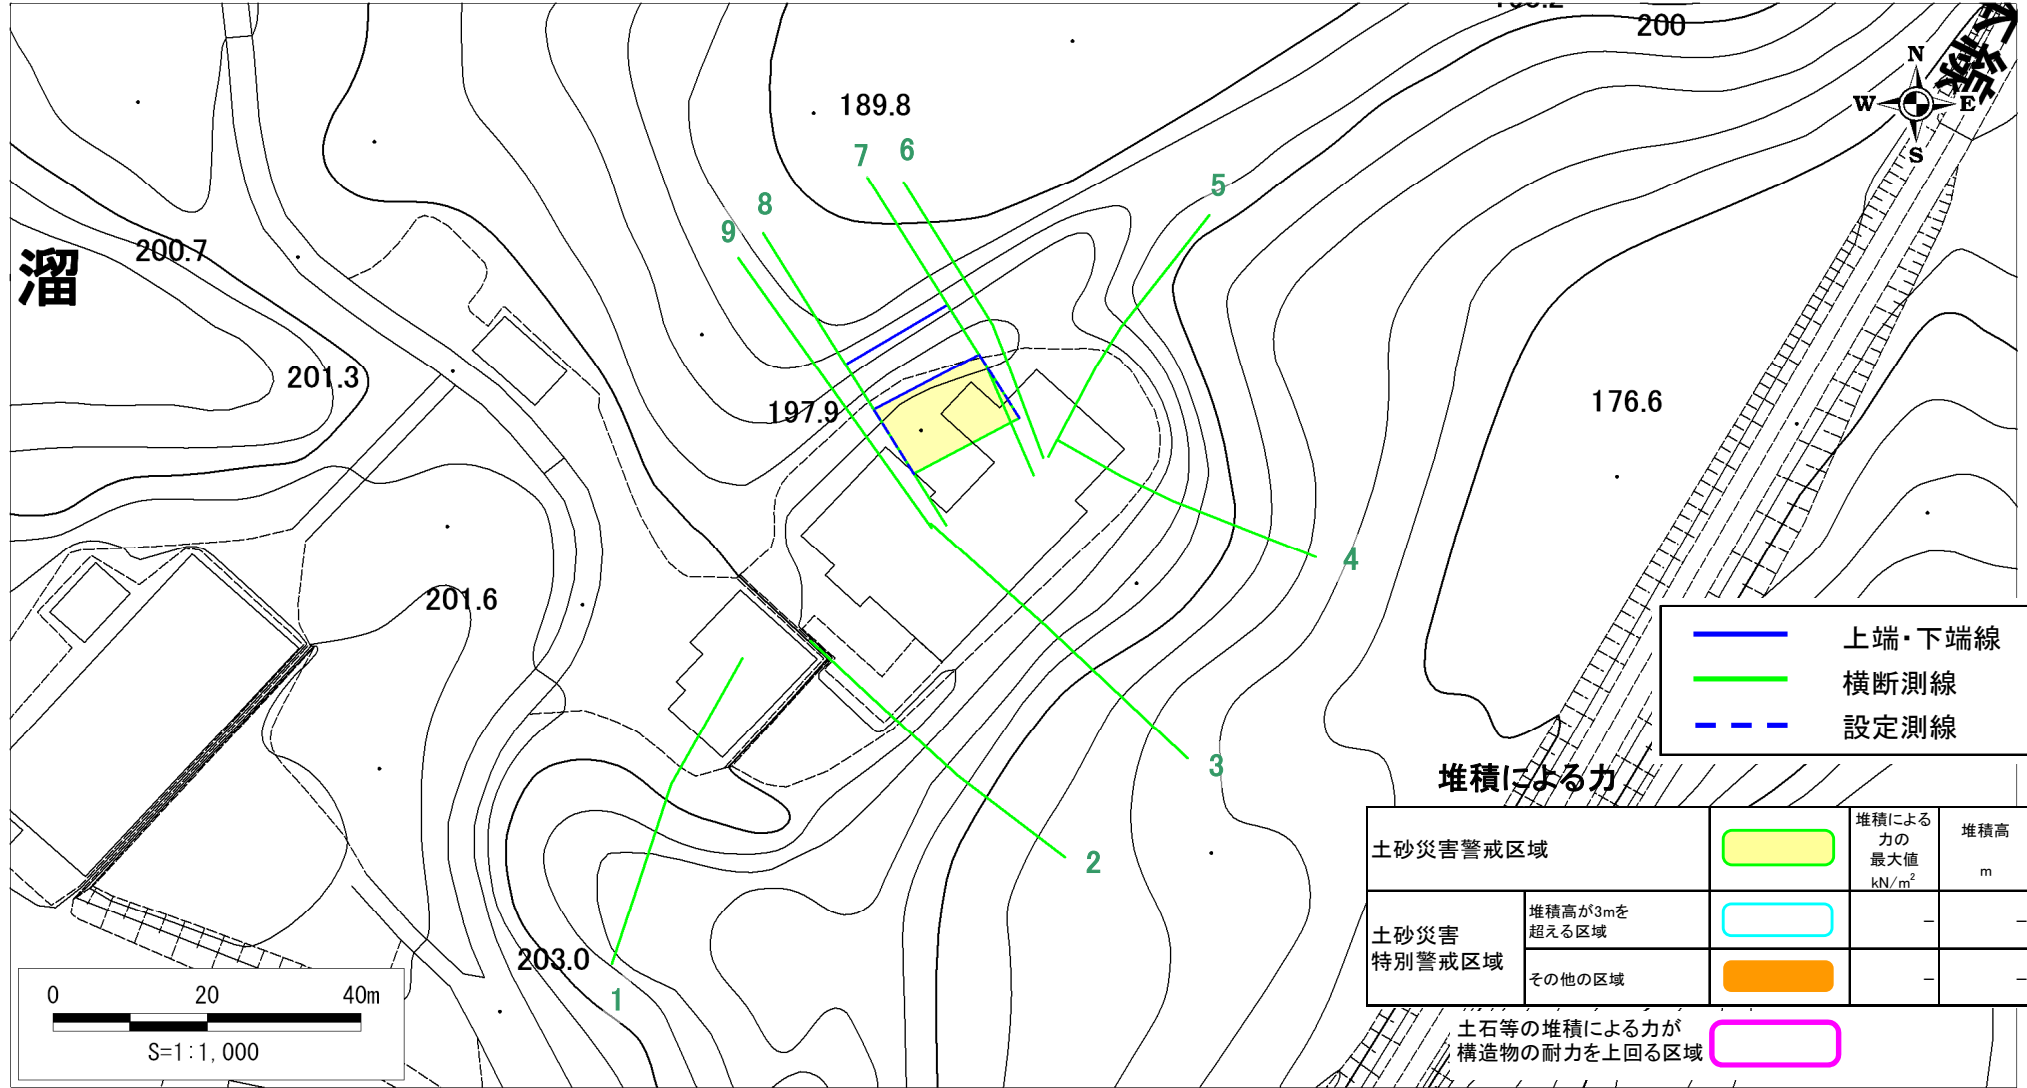 200
本線
N
W
E
S
189.8
7
6
5
8
9
200.7
溜
201.3
197.9
176.6
4
201.6
上端・下端線
横断測線
設定測線
3
堆積による力
土砂災害警戒区域
堆積による
力の
最大値
kN/m²
堆積高
m
2
土砂災害
特別警戒区域
堆積高が3mを
超える区域
－
－
その他の区域
－
－
203.0
1
0 20 40m
S=1:1,000
土石等の堆積による力が
構造物の耐力を上回る区域